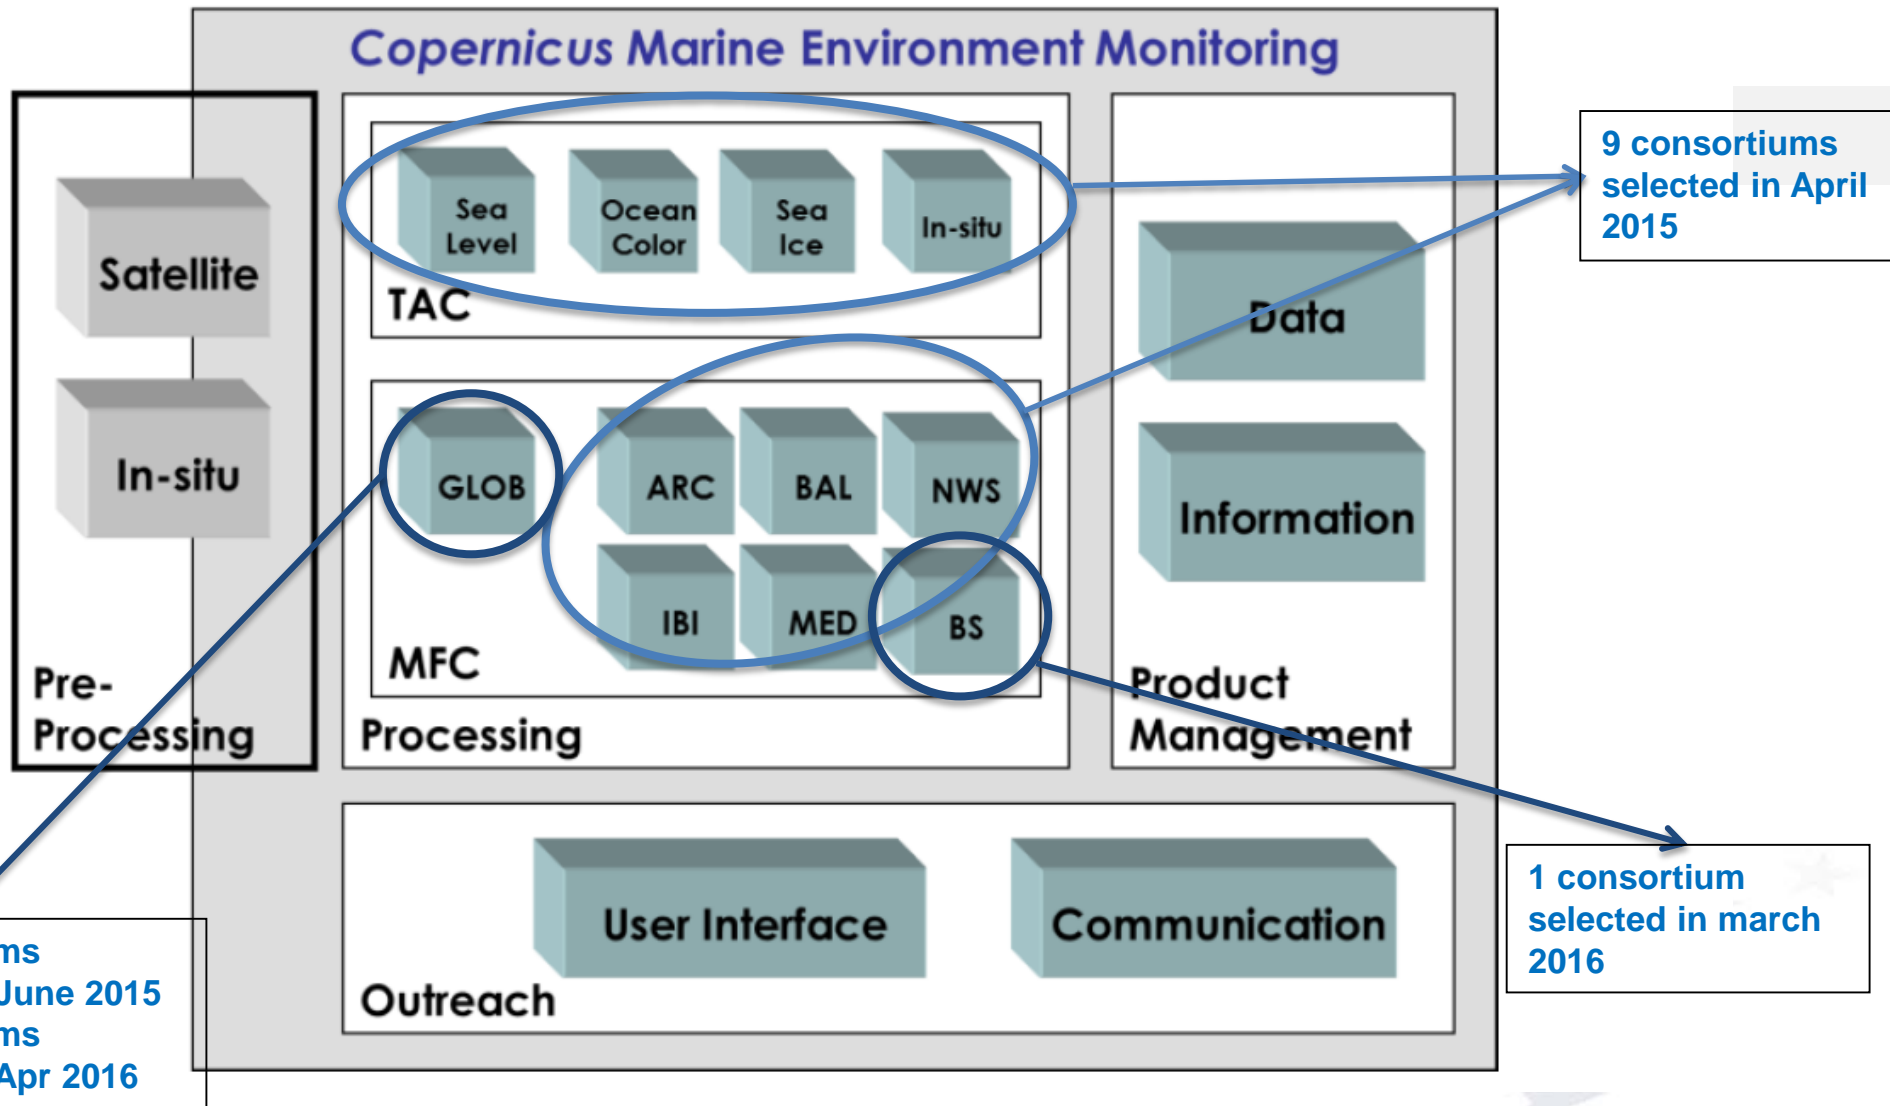 Copernicus Marine Environment Monitoring
Satellite
In-situ
Pre-
Processing
Sea
Level
Ocean
Color
Sea
Ice
In-situ
TAC
GLOB
ARC
BAL
NWS
IBI
MED
BS
MFC
Processing
Data
Information
Product
Management
User Interface
Communication
Outreach
9 consortiums
selected in April
2015
1 consortium
selected in march
2016
ms
June 2015
ms
Apr 2016